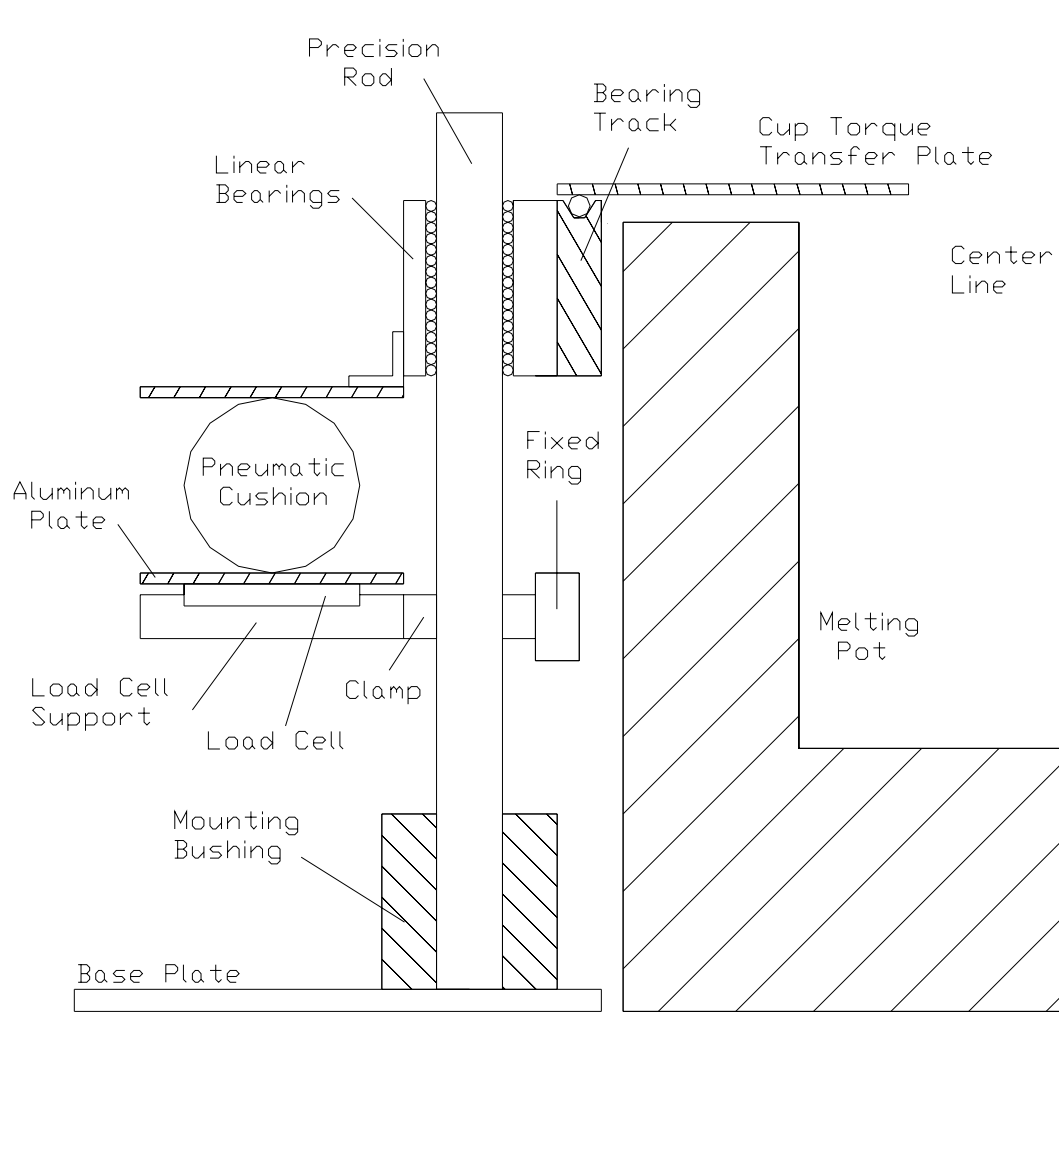 Precision
Rod
Bearing
Track
Cup Torque
Transfer Plate
Linear
Bearings
Center
Line
Fixed
Ring
Pneumatic
Cushion
Aluminum
Plate
Melting
Pot
Load Cell
Support
Clamp
Load Cell
Mounting
Bushing
Base Plate